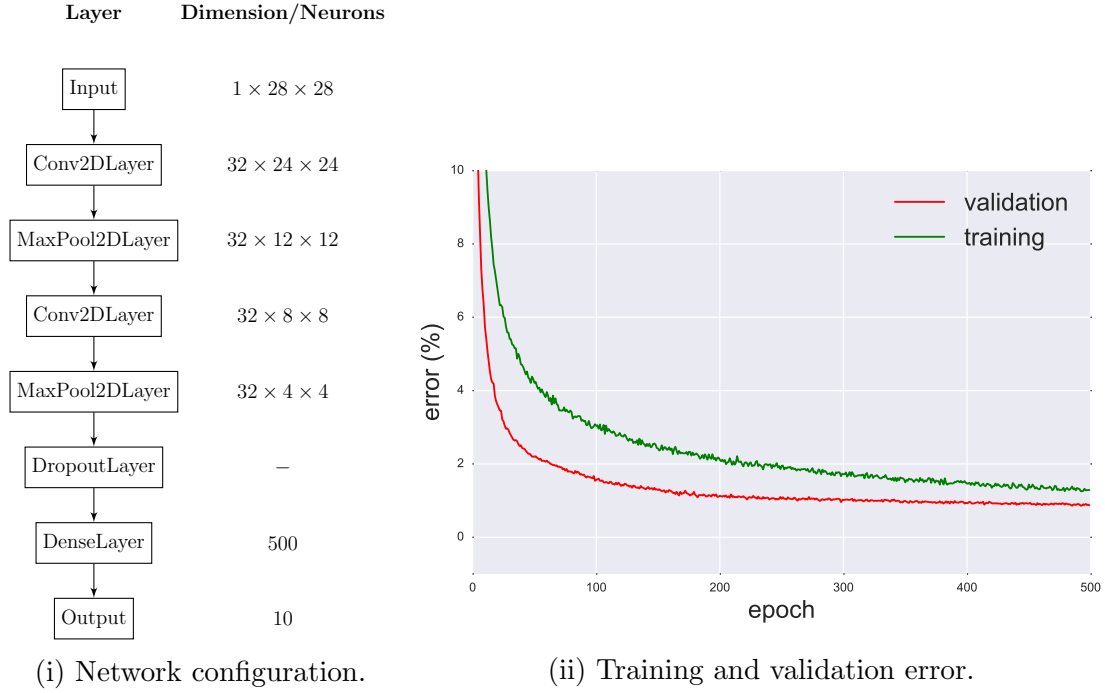 Layer Dimension/Neurons
Input 1 × 28 × 28
Conv2DLayer 32 × 24 × 24
MaxPool2DLayer 32 × 12 × 12
Conv2DLayer 32 × 8 × 8
MaxPool2DLayer 32 × 4 × 4
DropoutLayer –
DenseLayer 500
Output 10
(i) Network configuration.
10
8
6
4
2
0
error (%)
validation
training
0 100 200 300 400 500
epoch
(ii) Training and validation error.